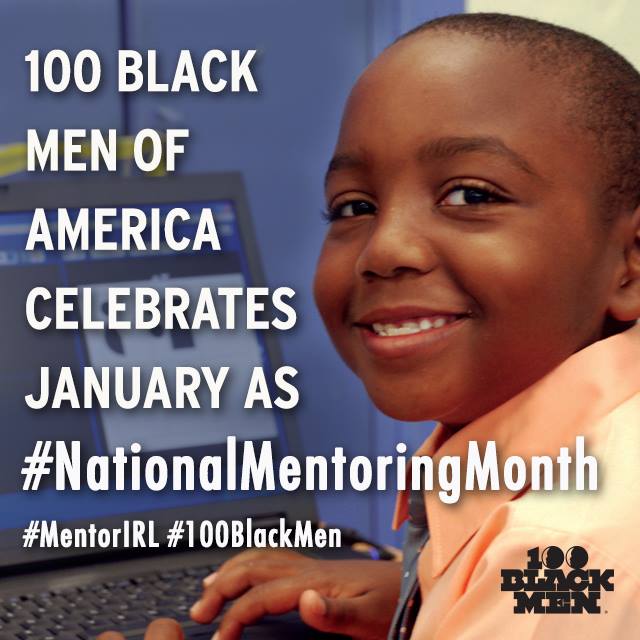 100 BLACK
MEN OF
AMERICA
CELEBRATES
JANUARY AS
#NationalMentoringMonth
#MentorIRL #100BlackMen
100
BLACK
MEN